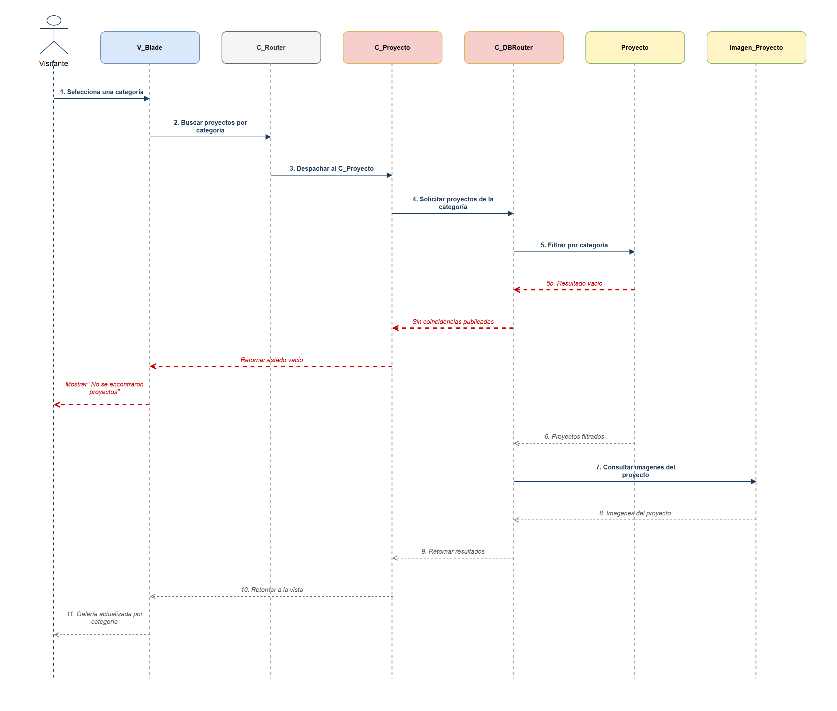 Visitante
V_Blade
C_Router
C_Proyecto
C_DBRouter
Proyecto
Imagen_Proyecto
1. Selecciona una categoría
2. Buscar proyectos por
categoría
3. Despachar al C_Proyecto
4. Solicitar proyectos de la
categoría
5. Filtrar por categoría
5b. Resultado vacío
Sin coincidencias publicadas
Retornar estado vacío
Mostrar "No se encontraron
proyectos"
6. Proyectos filtrados
7. Consultar imagenes del
proyecto
8. Imagenes del proyecto
9. Retornar resultados
10. Retornar a la vista
11. Galería actualizada por
categoría